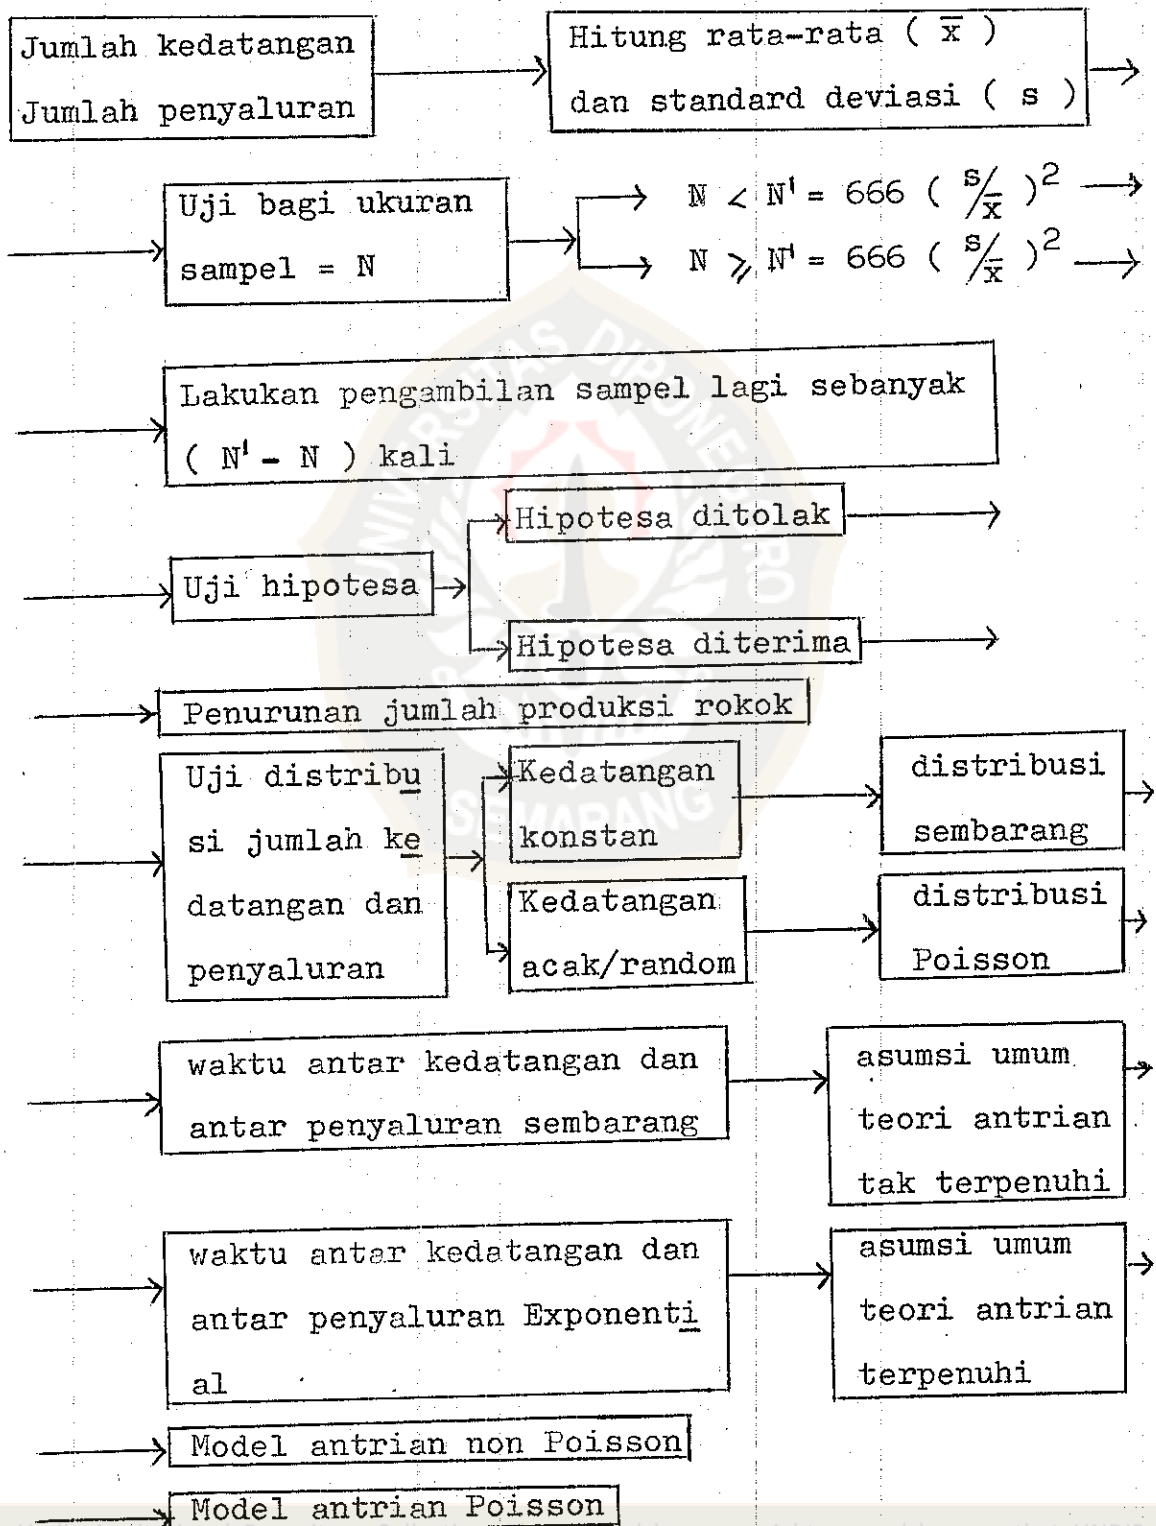 Jumlah kedatangan
Jumlah penyaluran
Hitung rata-rata ( x̅ )
dan standard deviasi ( s )
Uji bagi ukuran
sampel = N
N < N' = 666 ( s/x̅ )²
N ⩾ N' = 666 ( s/x̅ )²
Lakukan pengambilan sampel lagi sebanyak
( N' - N ) kali
Uji hipotesa
Hipotesa ditolak
Hipotesa diterima
Penurunan jumlah produksi rokok
Uji distribu
si jumlah ke
datangan dan
penyaluran
Kedatangan
konstan
distribusi
sembarang
Kedatangan
acak/random
distribusi
Poisson
waktu antar kedatangan dan
antar penyaluran sembarang
asumsi umum
teori antrian
tak terpenuhi
waktu antar kedatangan dan
antar penyaluran Exponenti
al
asumsi umum
teori antrian
terpenuhi
Model antrian non Poisson
Model antrian Poisson
UNIVERSITAS DIPONEGORO
SEMARANG